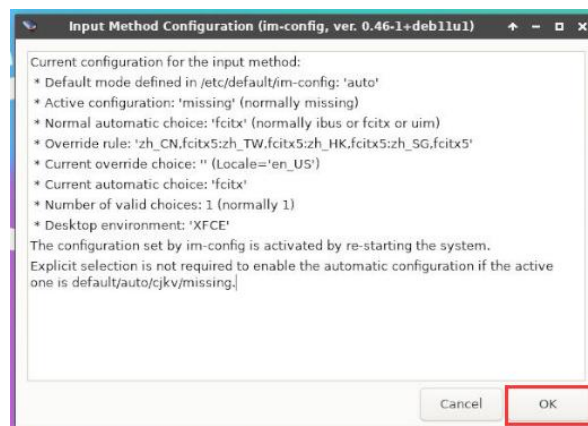 Input Method Configuration (im-config, ver. 0.46-1+deb11u1)
Current configuration for the input method:
* Default mode defined in /etc/default/im-config: 'auto'
* Active configuration: 'missing' (normally missing)
* Normal automatic choice: 'fcitx' (normally ibus or fcitx or uim)
* Override rule: 'zh_CN,fcitx5:zh_TW,fcitx5:zh_HK,fcitx5:zh_SG,fcitx5'
* Current override choice: '' (Locale='en_US')
* Current automatic choice: 'fcitx'
* Number of valid choices: 1 (normally 1)
* Desktop environment: 'XFCE'
The configuration set by im-config is activated by re-starting the system.
Explicit selection is not required to enable the automatic configuration if the active
one is default/auto/cjkv/missing.
Cancel
OK